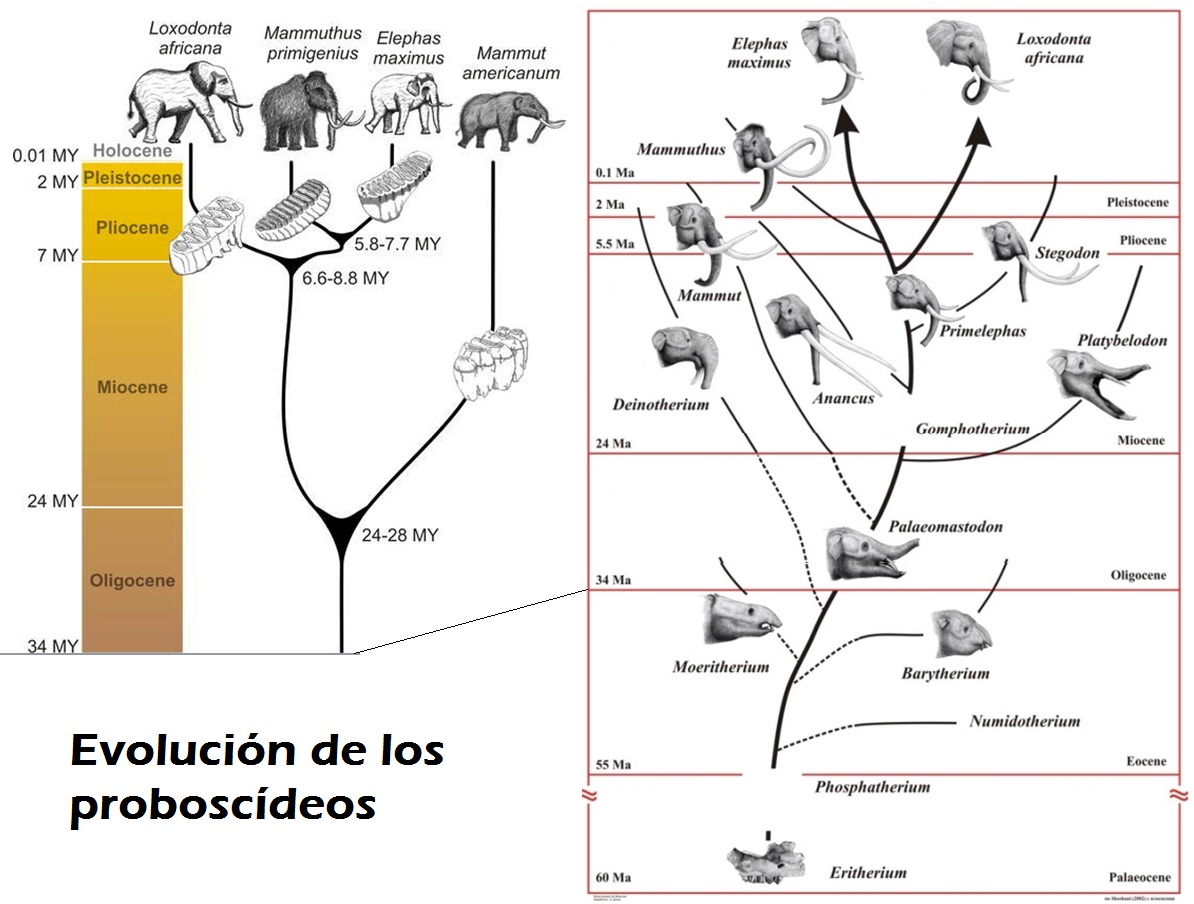 Loxodonta
africana
Mammuthus
primigenius
Elephas
maximus
Mammut
americanum
0.01 MY
Holocene
2 MY
Pleistocene
Pliocene
7 MY
5.8-7.7 MY
6.6-8.8 MY
Miocene
24 MY
24-28 MY
Oligocene
34 MY
Evolución de los
proboscídeos
Elephas
maximus
Loxodonta
africana
Mammuthus
0.1 Ma
2 Ma
Pleistocene
5.5 Ma
Pliocene
Stegodon
Mammut
Primelephas
Platybelodon
Deinotherium
Anancus
Gomphotherium
24 Ma
Miocene
Palaeomastodon
34 Ma
Oligocene
Moeritherium
Barytherium
Numidotherium
55 Ma
Eocene
Phosphatherium
Eritherium
60 Ma
Palaeocene